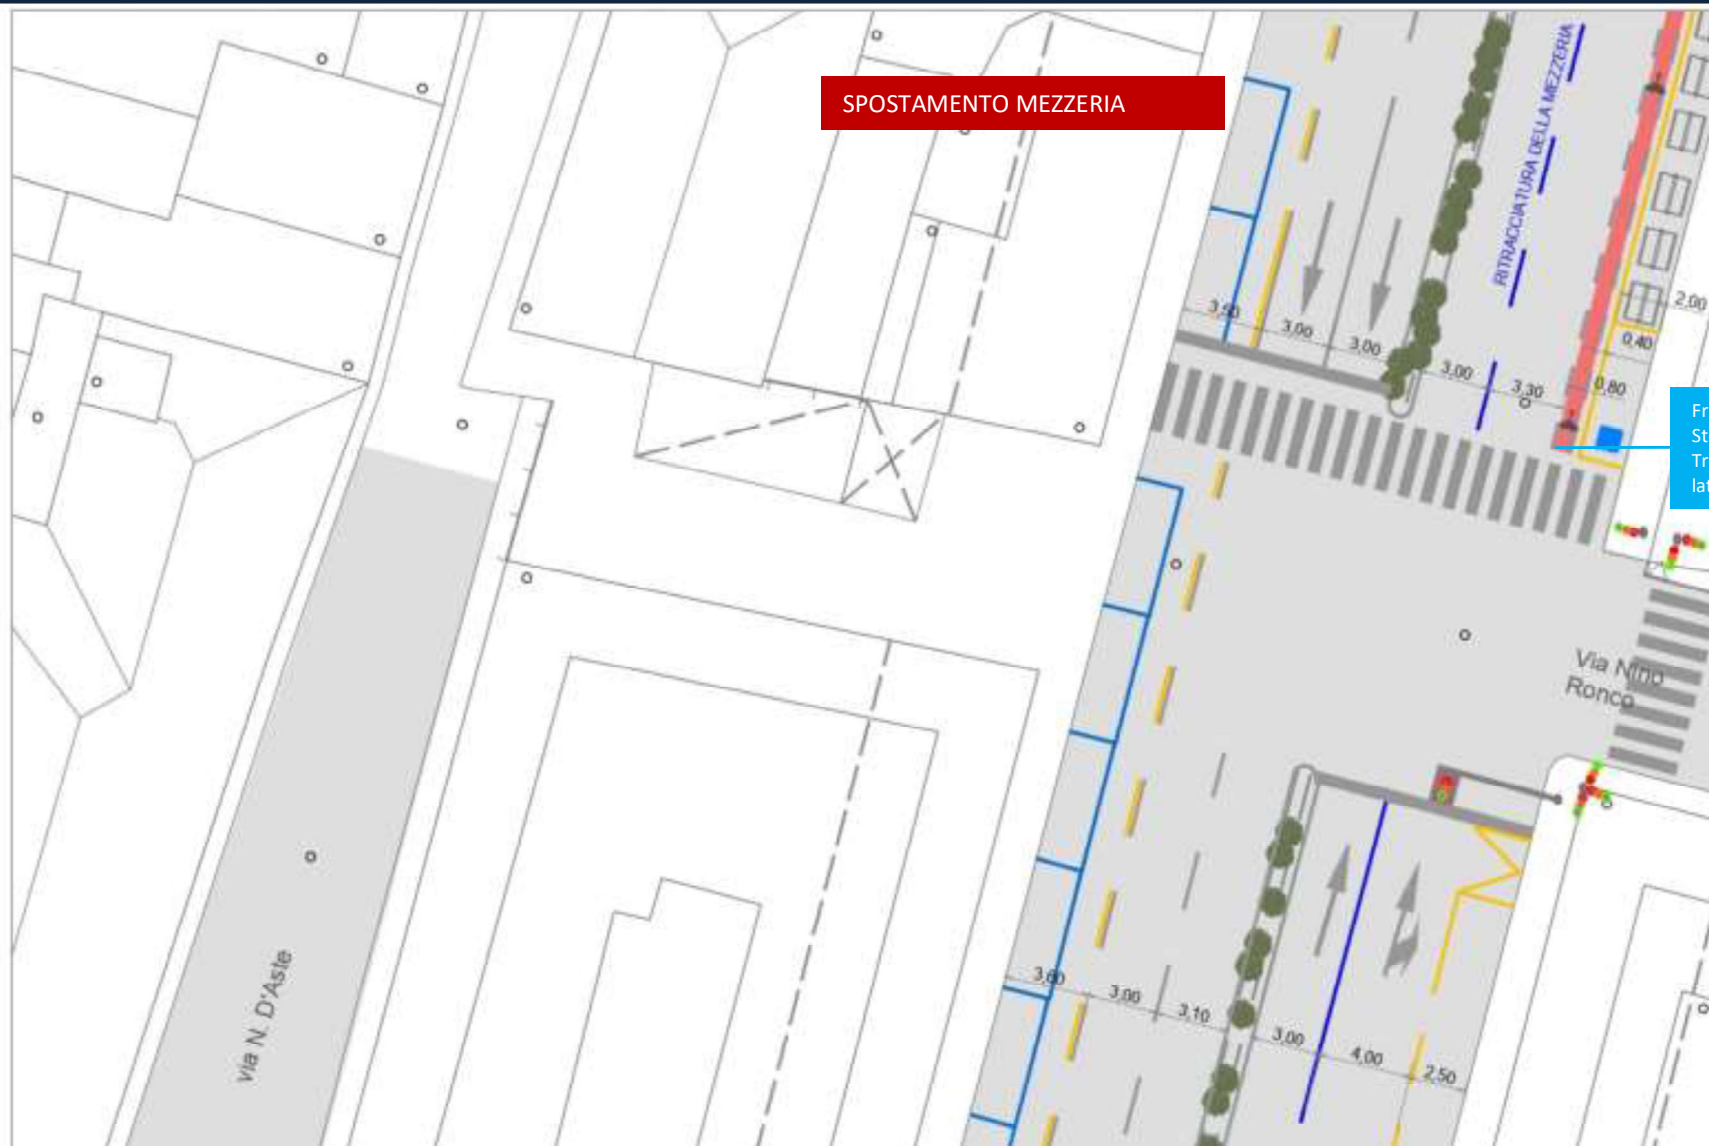 SPOSTAMENTO MEZZERIA
RITRACCIATURA DELLA MEZZERIA
3,50
3,00
3,00
3,00
3,30
0,80
0,40
2,00
Via Nino
Ronco
3,60
3,00
3,10
3,00
4,00
2,50
via N. D'Aste